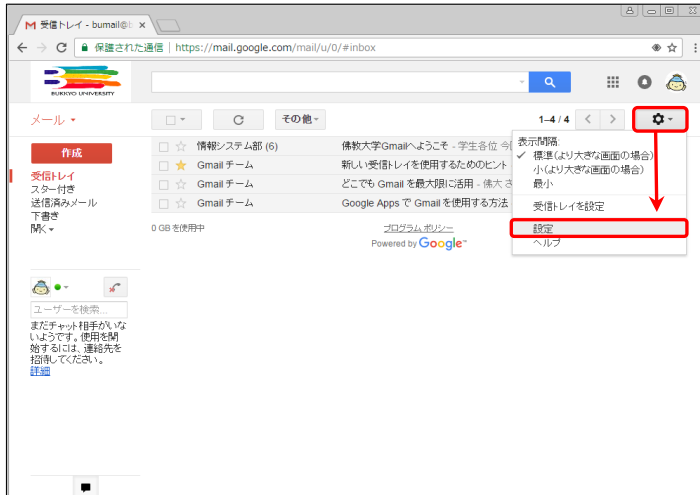 受信トレイ - bumail@b
保護された通信 | https://mail.google.com/mail/u/0/#inbox
BUKKYO UNIVERSITY
メール
その他
1–4 / 4
作成
受信トレイ
スター付き
送信済みメール
下書き
開く
情報システム部 (6)
佛教大学Gmailへようこそ - 学生各位
Gmail チーム
新しい受信トレイを使用するためのヒント
Gmail チーム
どこでも Gmail を最大限に活用 - 佛大
Gmail チーム
Google Apps で Gmail を使用する方法
0 GB を使用中
プログラム ポリシー
Powered by Google™
表示間隔:
✓ 標準(より大きな画面の場合)
小(より大きな画面の場合)
最小
受信トレイを設定
設定
ヘルプ
ユーザーを検索...
まだチャット相手がいな
いようです。使用を開
始するには、連絡先を
招待してください。
詳細